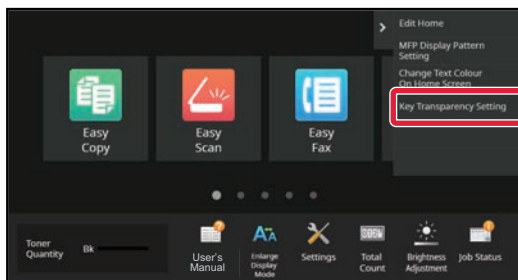 Edit Home
MFP Display Pattern
Setting
Change Text Colour
On Home Screen
Key Transparency Setting
Easy
Copy
Easy
Scan
Easy
Fax
Toner
Quantity
Bk
User's
Manual
Enlarge
Display
Mode
Settings
Total
Count
Brightness
Adjustment
Job Status